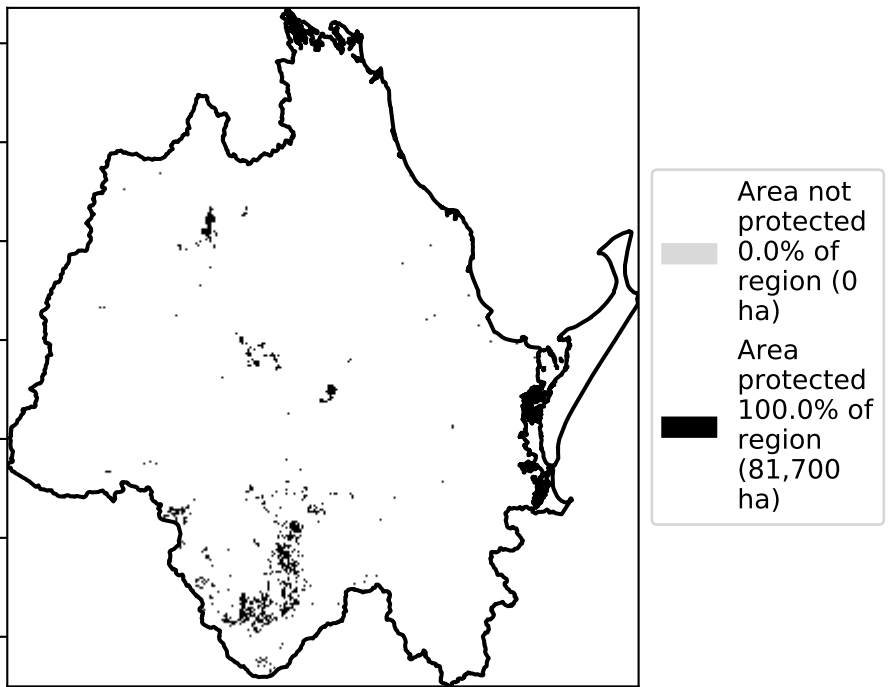 Area not
protected
0.0% of
region (0
ha)
Area
protected
100.0% of
region
(81,700
ha)